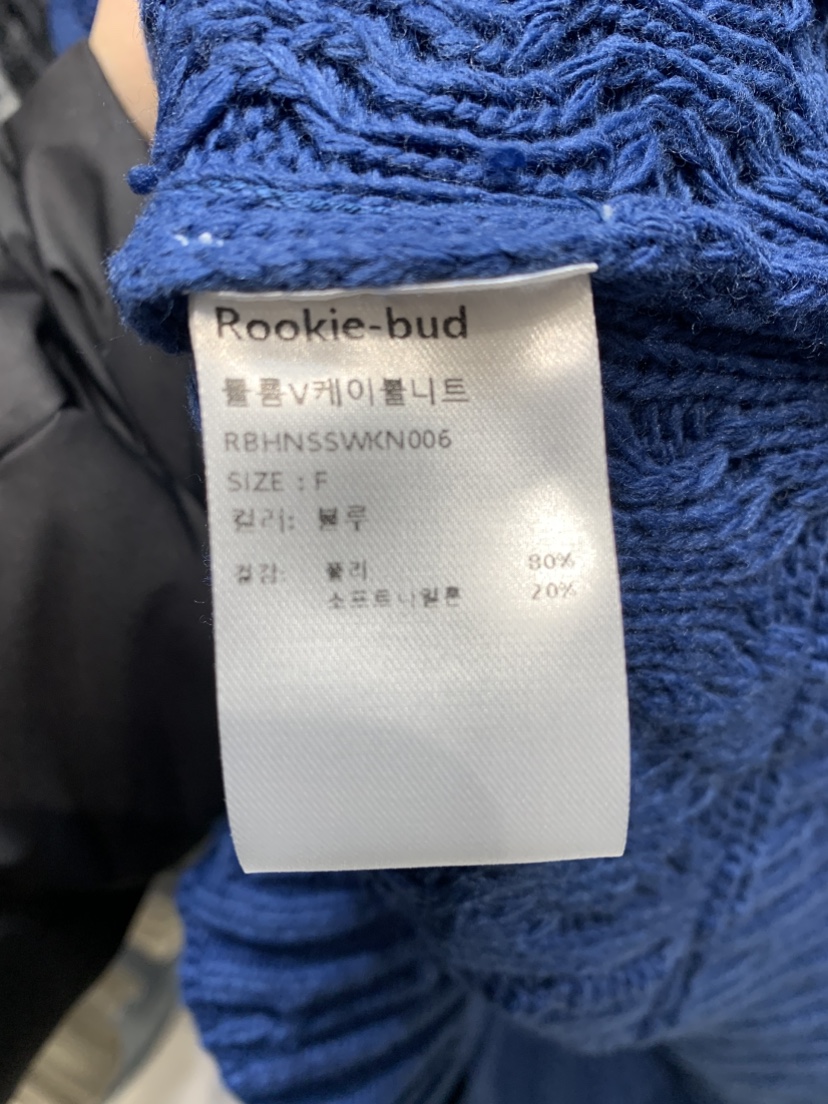 Rookie-bud
볼륨V케이블니트
RBHNSSWKN006
SIZE : F
컬러: 블루
겉감: 폴리 80%
소프트나일론 20%